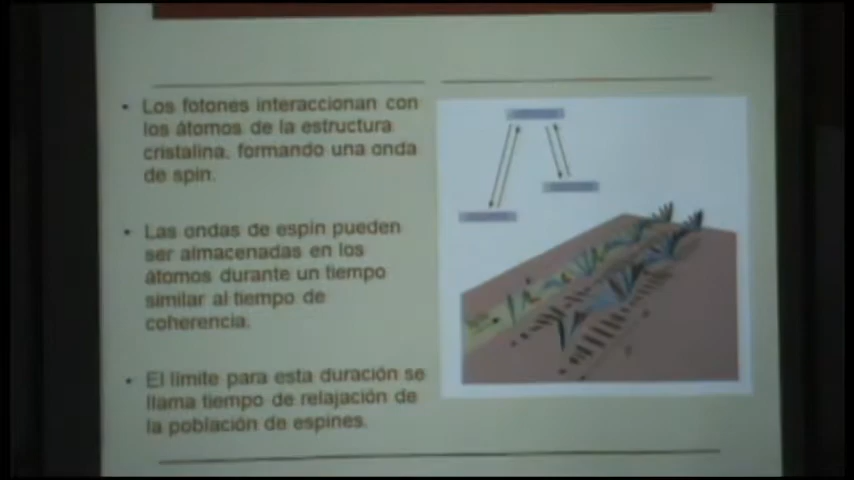 • Los fotones interaccionan con
los átomos de la estructura
cristalina, formando una onda
de spin.
• Las ondas de espin pueden
ser almacenadas en los
átomos durante un tiempo
similar al tiempo de
coherencia.
• El límite para esta duración se
llama tiempo de relajación de
la población de espines.